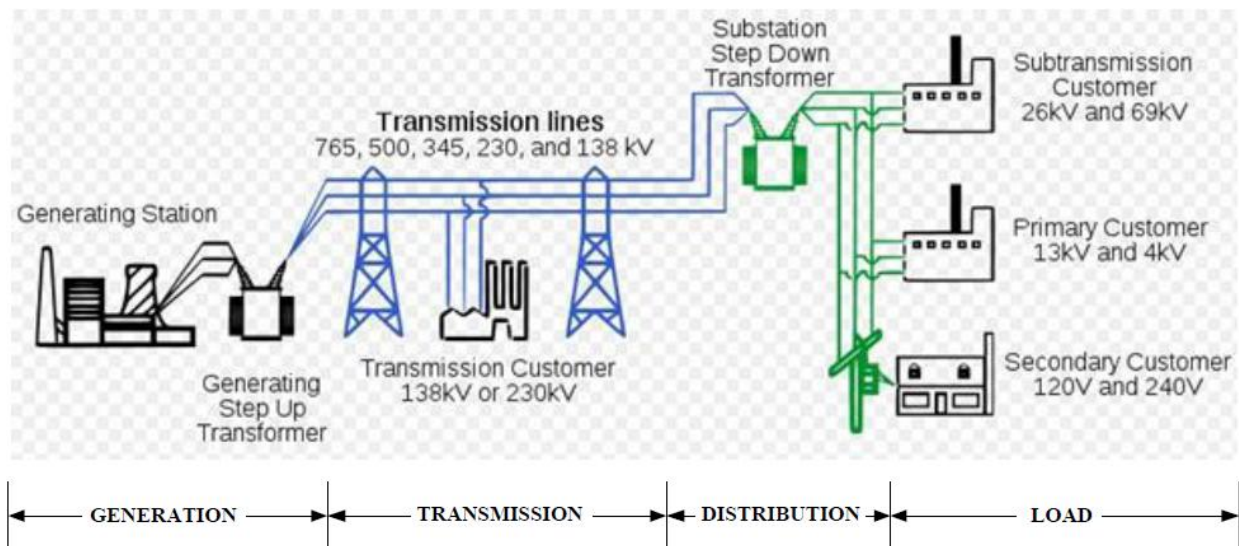 Substation
Step Down
Transformer
Subtransmission
Customer
26kV and 69kV
Transmission lines
765, 500, 345, 230, and 138 kV
Generating Station
Primary Customer
13kV and 4kV
Transmission Customer
138kV or 230kV
Generating
Step Up
Transformer
Secondary Customer
120V and 240V
GENERATION
TRANSMISSION
DISTRIBUTION
LOAD